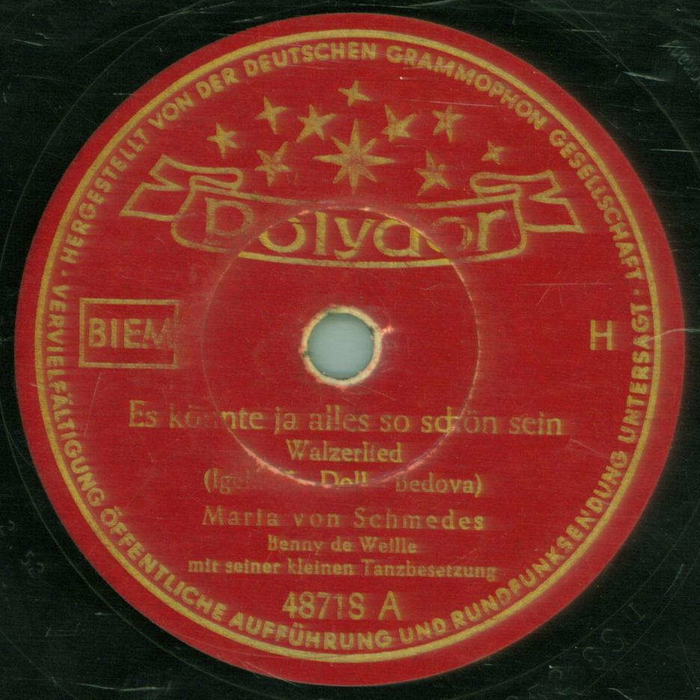 HERGESTELLT VON DER DEUTSCHEN GRAMMOPHON GESELLSCHAFT · VERVIELFÄLTIGUNG ÖFFENTLICHE AUFFÜHRUNG UND RUNDFUNKSENDUNG UNTERSAGT ·
Polydor
BIEM
H
Es könnte ja alles so schön sein
Walzerlied
Bedova)
Maria von Schmedes
Benny de Weille
mit seiner kleinen Tanzbesetzung
48718 A